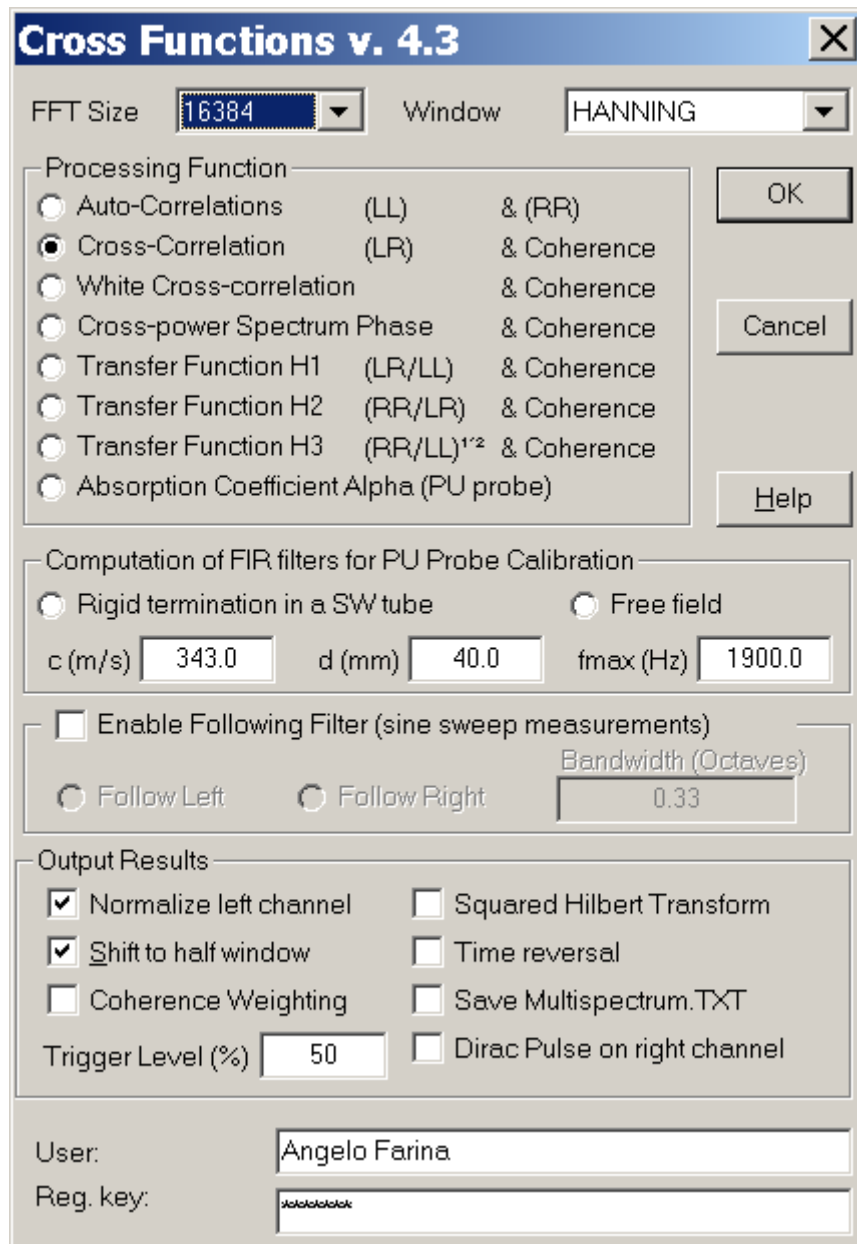 Cross Functions v. 4.3
FFT Size 16384 Window HANNING
Processing Function
Auto-Correlations (LL) & (RR)
Cross-Correlation (LR) & Coherence
White Cross-correlation & Coherence
Cross-power Spectrum Phase & Coherence
Transfer Function H1 (LR/LL) & Coherence
Transfer Function H2 (RR/LR) & Coherence
Transfer Function H3 (RR/LL)¹´² & Coherence
Absorption Coefficient Alpha (PU probe)
OK
Cancel
Help
Computation of FIR filters for PU Probe Calibration
Rigid termination in a SW tube Free field
c (m/s) 343.0 d (mm) 40.0 fmax (Hz) 1900.0
Enable Following Filter (sine sweep measurements)
Bandwidth (Octaves)
Follow Left Follow Right 0.33
Output Results
Normalize left channel Squared Hilbert Transform
Shift to half window Time reversal
Coherence Weighting Save Multispectrum.TXT
Trigger Level (%) 50 Dirac Pulse on right channel
User: Angelo Farina
Reg. key: ********